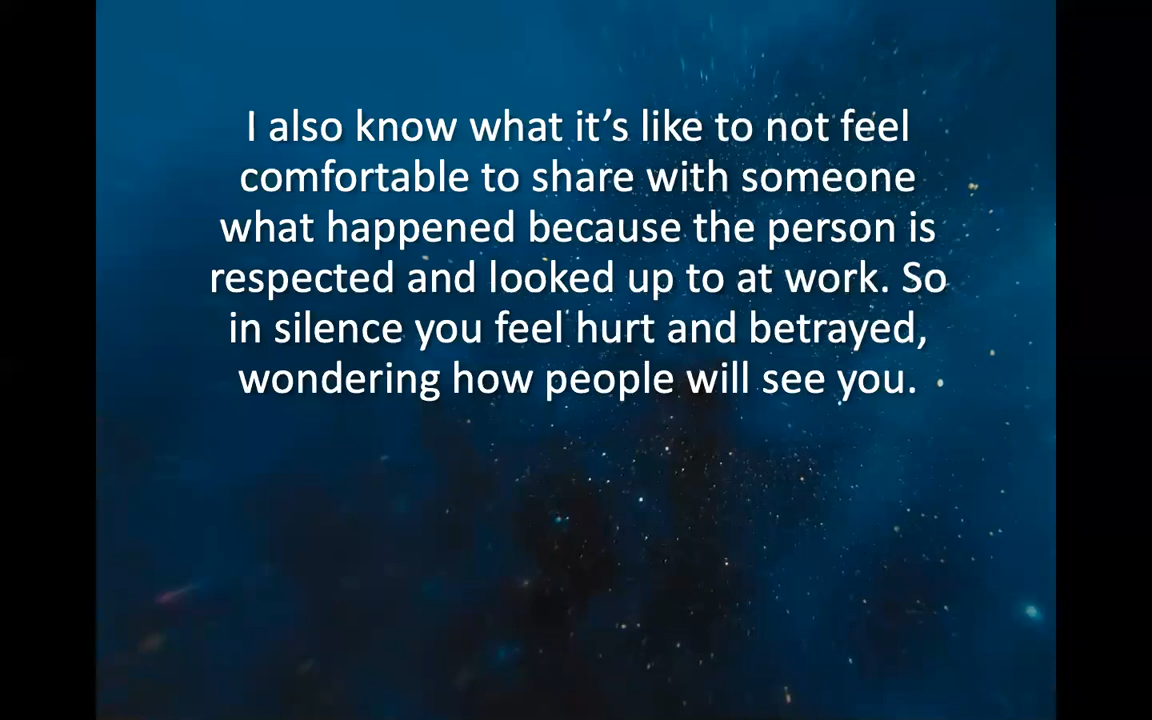 I also know what it’s like to not feel
comfortable to share with someone
what happened because the person is
respected and looked up to at work. So
in silence you feel hurt and betrayed,
wondering how people will see you.